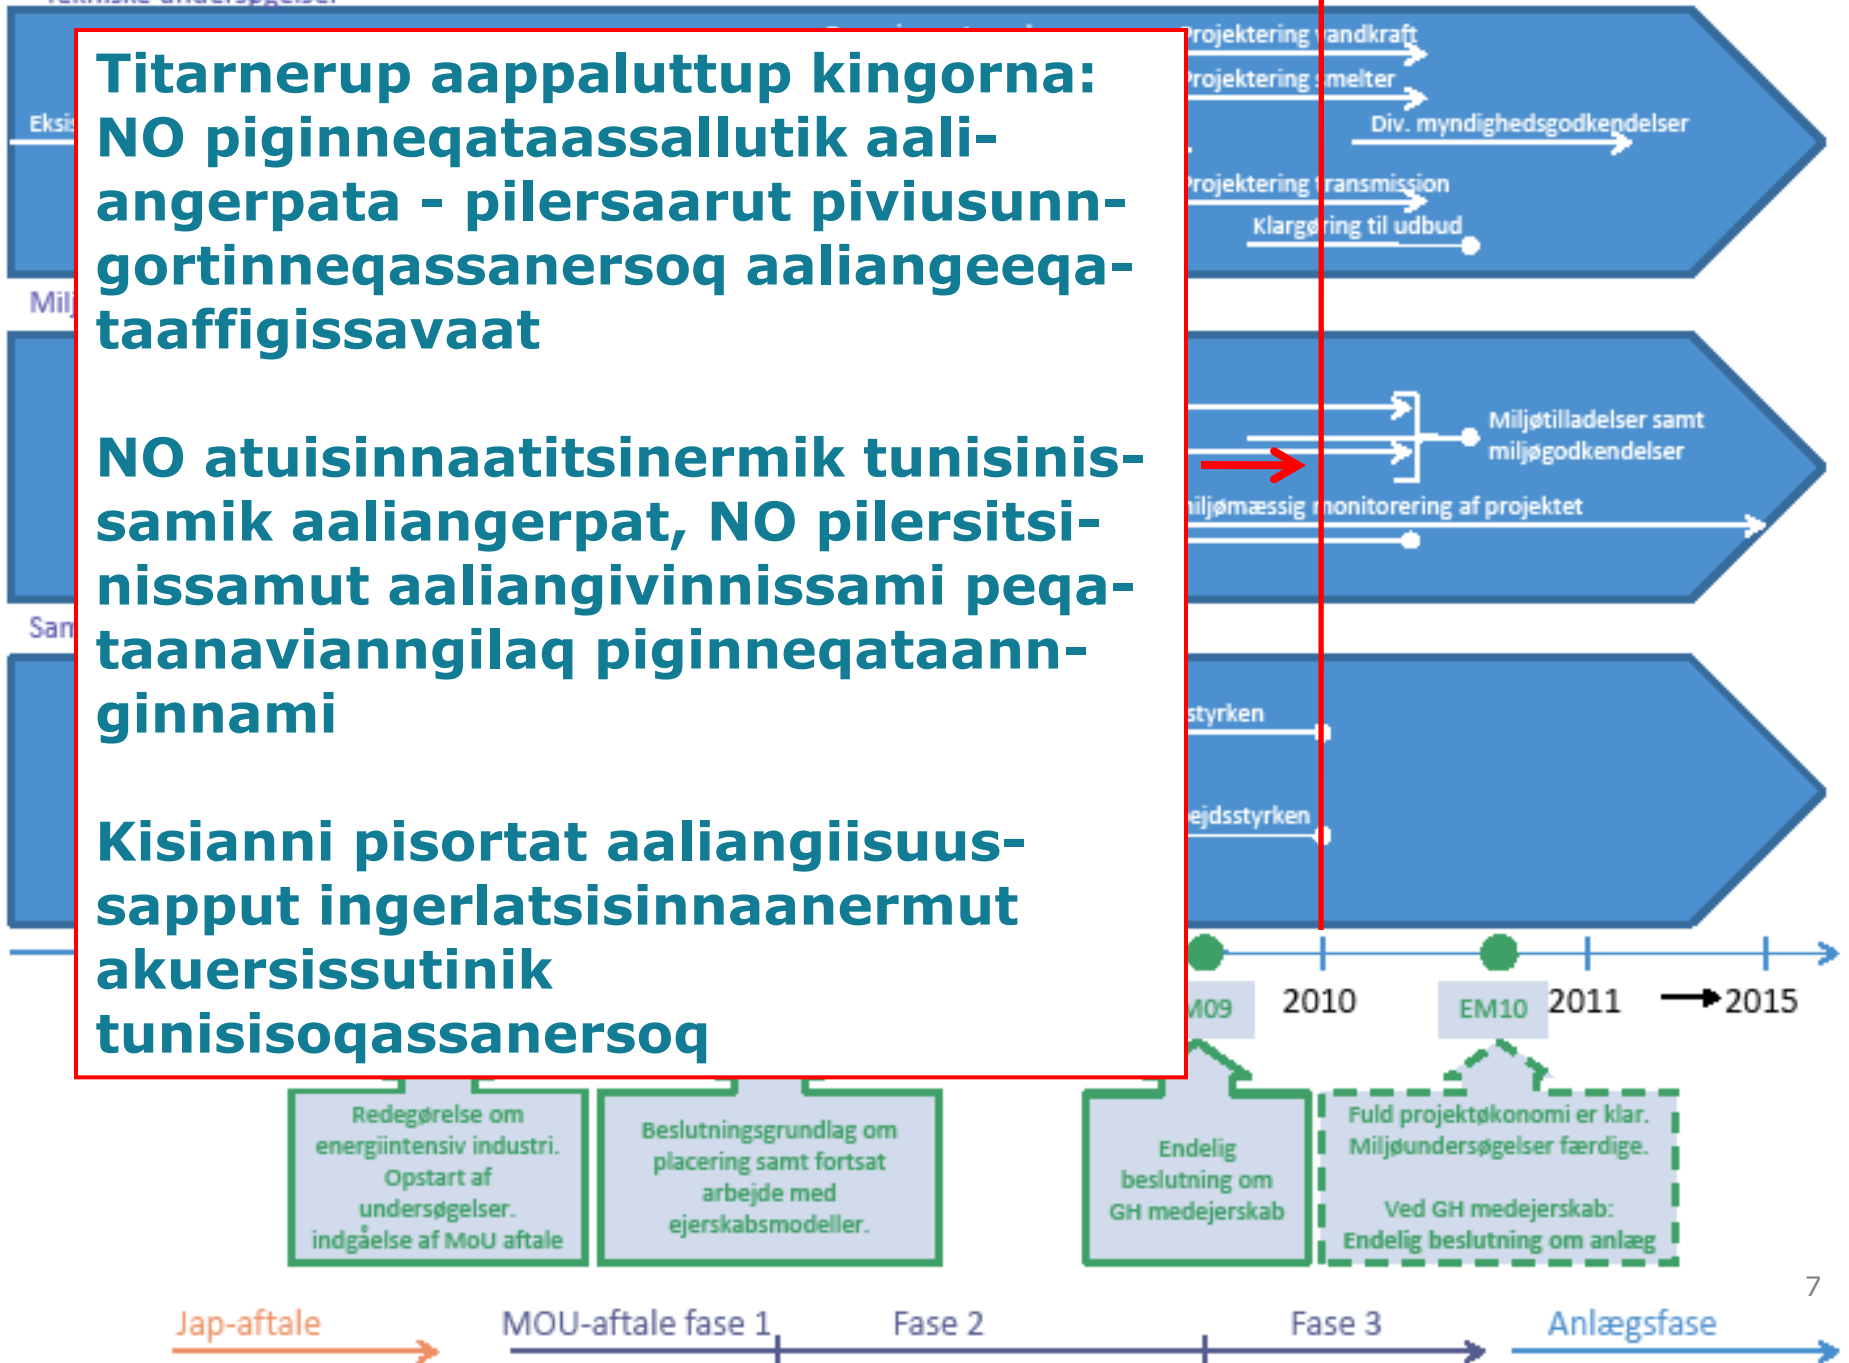 Tekniske undersøgelser
Projektering vandkraft
Projektering smelter
Div. myndighedsgodkendelser
Projektering transmission
Klargøring til udbud
Titarnerup aappaluttup kingorna:
NO piginneqataassallutik aali-
angerpata - pilersaarut piviusunn-
gortinneqassanersoq aaliangeeqa-
taaffigissavaat
NO atuisinnaatitsinermik tunisinis-
samik aaliangerpat, NO pilersitsi-
nissamut aaliangivinnissami peqa-
taanavianngilaq piginneqataann-
ginnami
Kisianni pisortat aaliangiisuus-
sapput ingerlatsisinnaanermut
akuersissutinik
tunisisoqassanersoq
Miljøtilladelser samt
miljøgodkendelser
miljømæssig monitorering af projektet
2010
EM10
2011
2015
Redegørelse om
energiintensiv industri.
Opstart af
undersøgelser.
indgåelse af MoU aftale
Beslutningsgrundlag om
placering samt fortsat
arbejde med
ejerskabsmodeller.
Endelig
beslutning om
GH medejerskab
Fuld projektøkonomi er klar.
Miljøundersøgelser færdige.
Ved GH medejerskab:
Endelig beslutning om anlæg
7
Jap-aftale
MOU-aftale fase 1
Fase 2
Fase 3
Anlægsfase